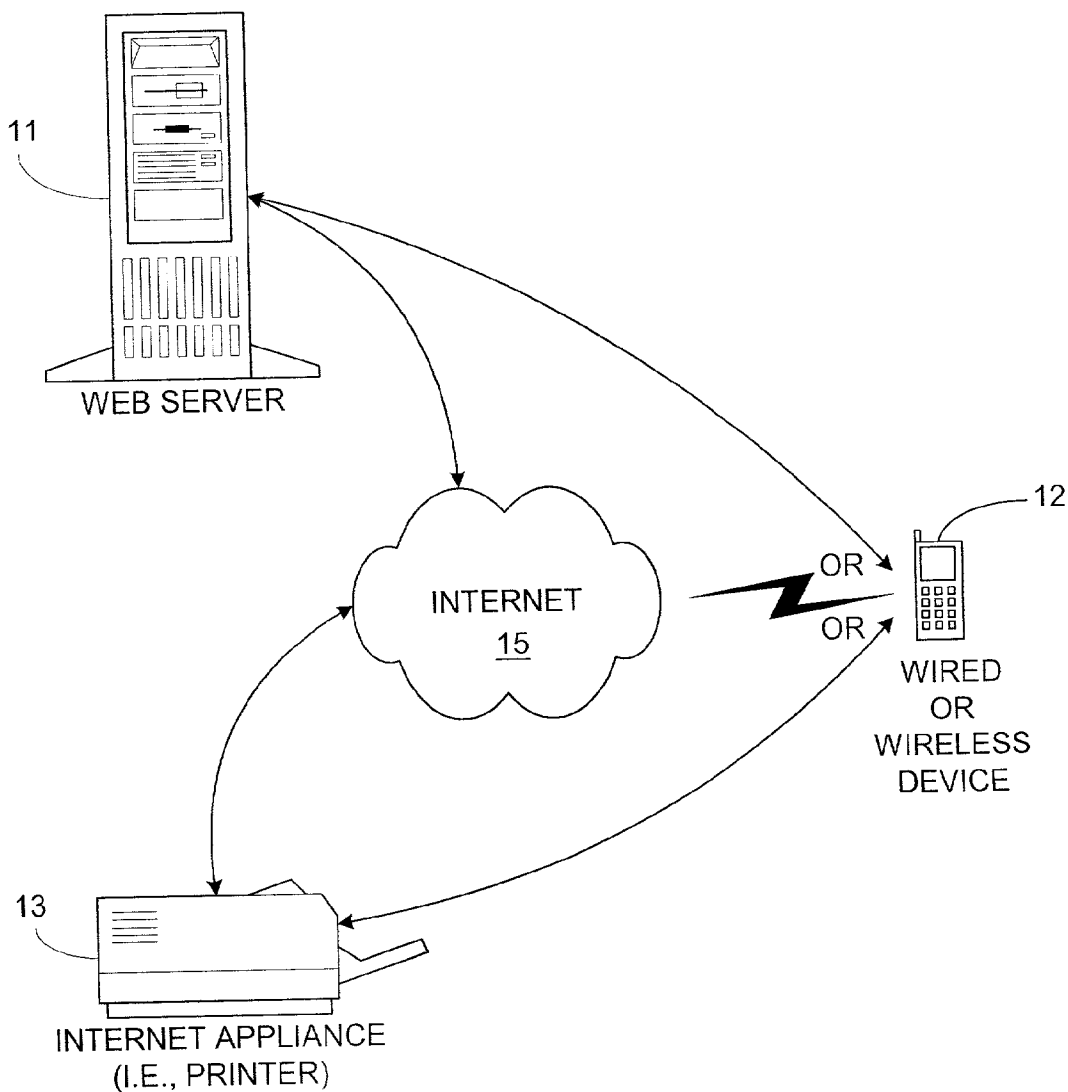 11
WEB SERVER
12
OR
INTERNET
15
OR
WIRED
OR
WIRELESS
DEVICE
13
INTERNET APPLIANCE
(I.E., PRINTER)